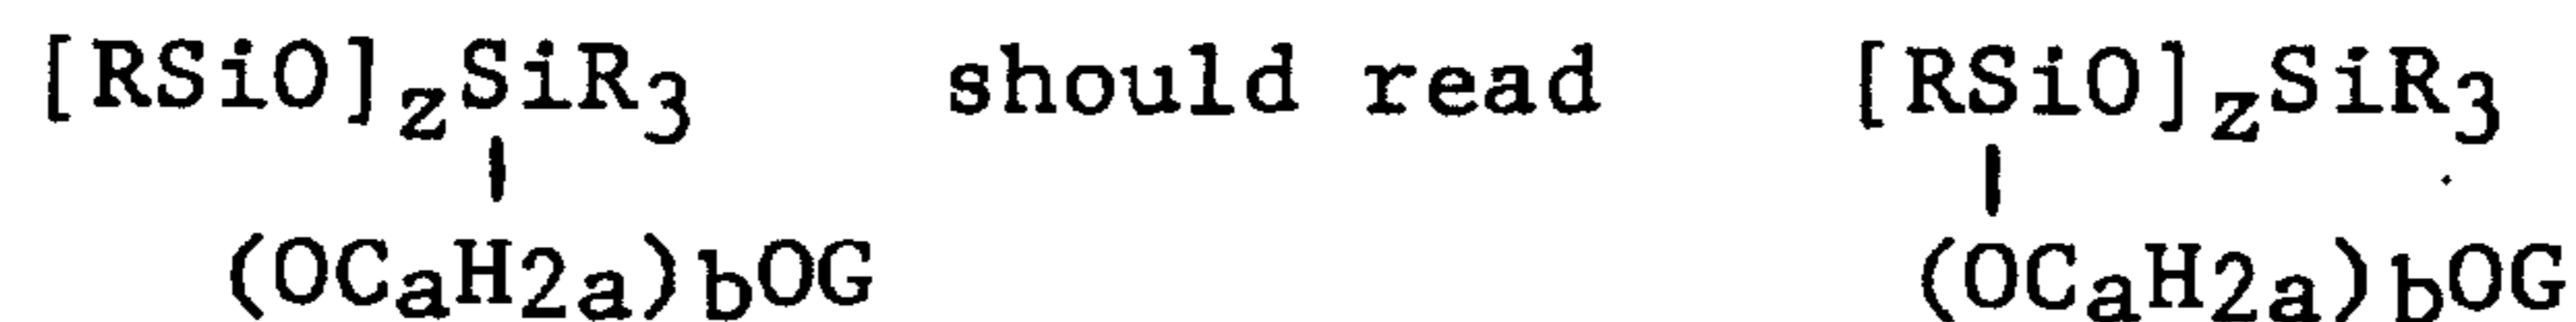 [RSiO]zSiR3 should read [RSiO]zSiR3
(OCaH2a)bOG (OCaH2a)bOG